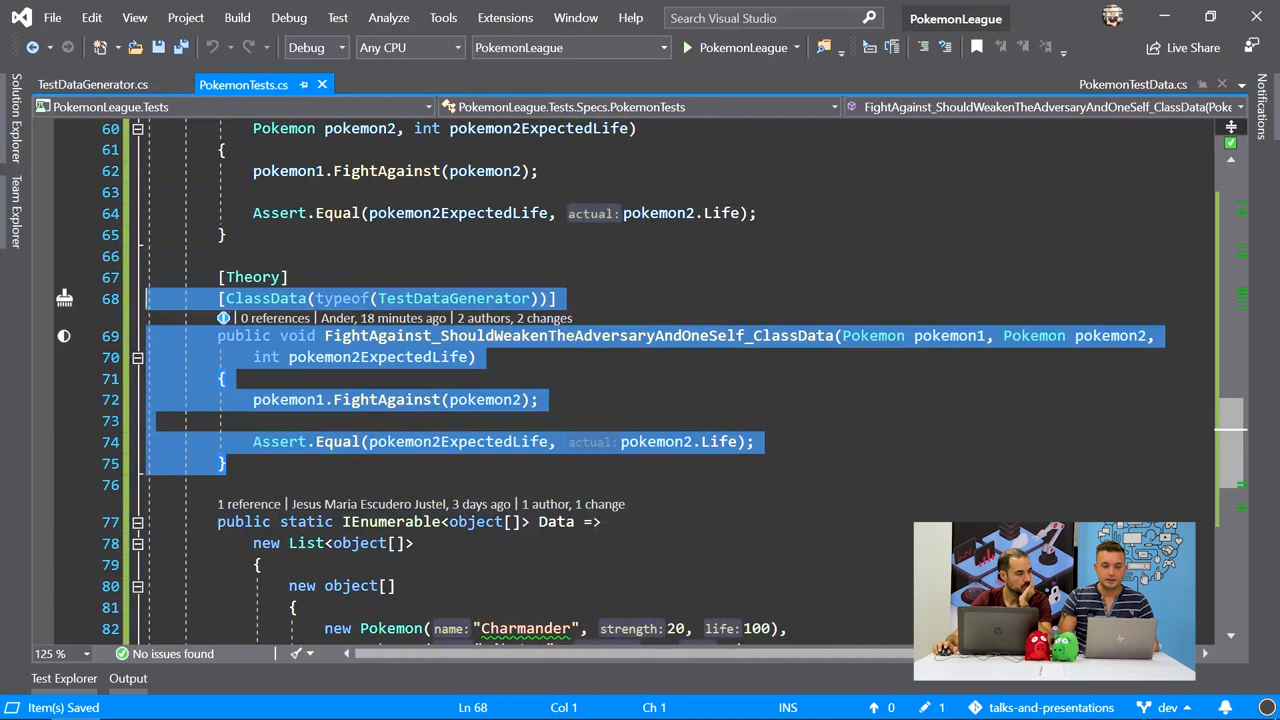 File Edit View Project Build Debug Test Analyze Tools Extensions Window Help Search Visual Studio PokemonLeague
Debug Any CPU PokemonLeague PokemonLeague Live Share
TestDataGenerator.cs PokemonTests.cs PokemonTestData.cs
PokemonLeague.Tests PokemonLeague.Tests.Specs.PokemonTests FightAgainst_ShouldWeakenTheAdversaryAndOneSelf_ClassData(Poke
Solution Explorer
Team Explorer
Notifications
60 Pokemon pokemon2, int pokemon2ExpectedLife)
61 {
62 pokemon1.FightAgainst(pokemon2);
63
64 Assert.Equal(pokemon2ExpectedLife, actual: pokemon2.Life);
65 }
66
67 [Theory]
68 [ClassData(typeof(TestDataGenerator))]
0 references | Ander, 18 minutes ago | 2 authors, 2 changes
69 public void FightAgainst_ShouldWeakenTheAdversaryAndOneSelf_ClassData(Pokemon pokemon1, Pokemon pokemon2,
70 int pokemon2ExpectedLife)
71 {
72 pokemon1.FightAgainst(pokemon2);
73
74 Assert.Equal(pokemon2ExpectedLife, actual: pokemon2.Life);
75 }
76
1 reference | Jesus Maria Escudero Justel, 3 days ago | 1 author, 1 change
77 public static IEnumerable<object[]> Data =>
78 new List<object[]>
79 {
80 new object[]
81 {
82 new Pokemon(name: "Charmander", strength: 20, life: 100),
125 % No issues found
Test Explorer Output
Item(s) Saved Ln 68 Col 1 Ch 1 INS 0 1 talks-and-presentations dev